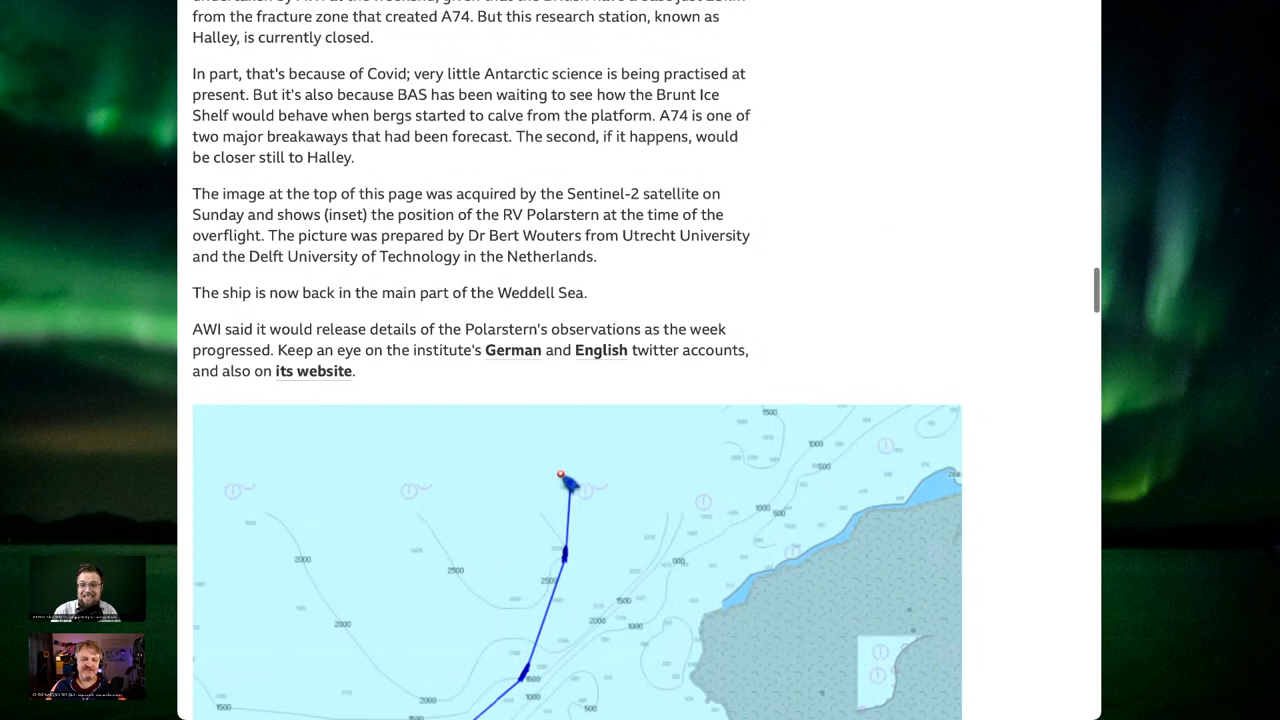 from the fracture zone that created A74. But this research station, known as
Halley, is currently closed.
In part, that's because of Covid; very little Antarctic science is being practised at
present. But it's also because BAS has been waiting to see how the Brunt Ice
Shelf would behave when bergs started to calve from the platform. A74 is one of
two major breakaways that had been forecast. The second, if it happens, would
be closer still to Halley.
The image at the top of this page was acquired by the Sentinel-2 satellite on
Sunday and shows (inset) the position of the RV Polarstern at the time of the
overflight. The picture was prepared by Dr Bert Wouters from Utrecht University
and the Delft University of Technology in the Netherlands.
The ship is now back in the main part of the Weddell Sea.
AWI said it would release details of the Polarstern's observations as the week
progressed. Keep an eye on the institute's German and English twitter accounts,
and also on its website.
1500
1000
500
1000
500
2000
2500
2500
1500
2000
1000
2000
1500
1000
2000
500
1500
1500